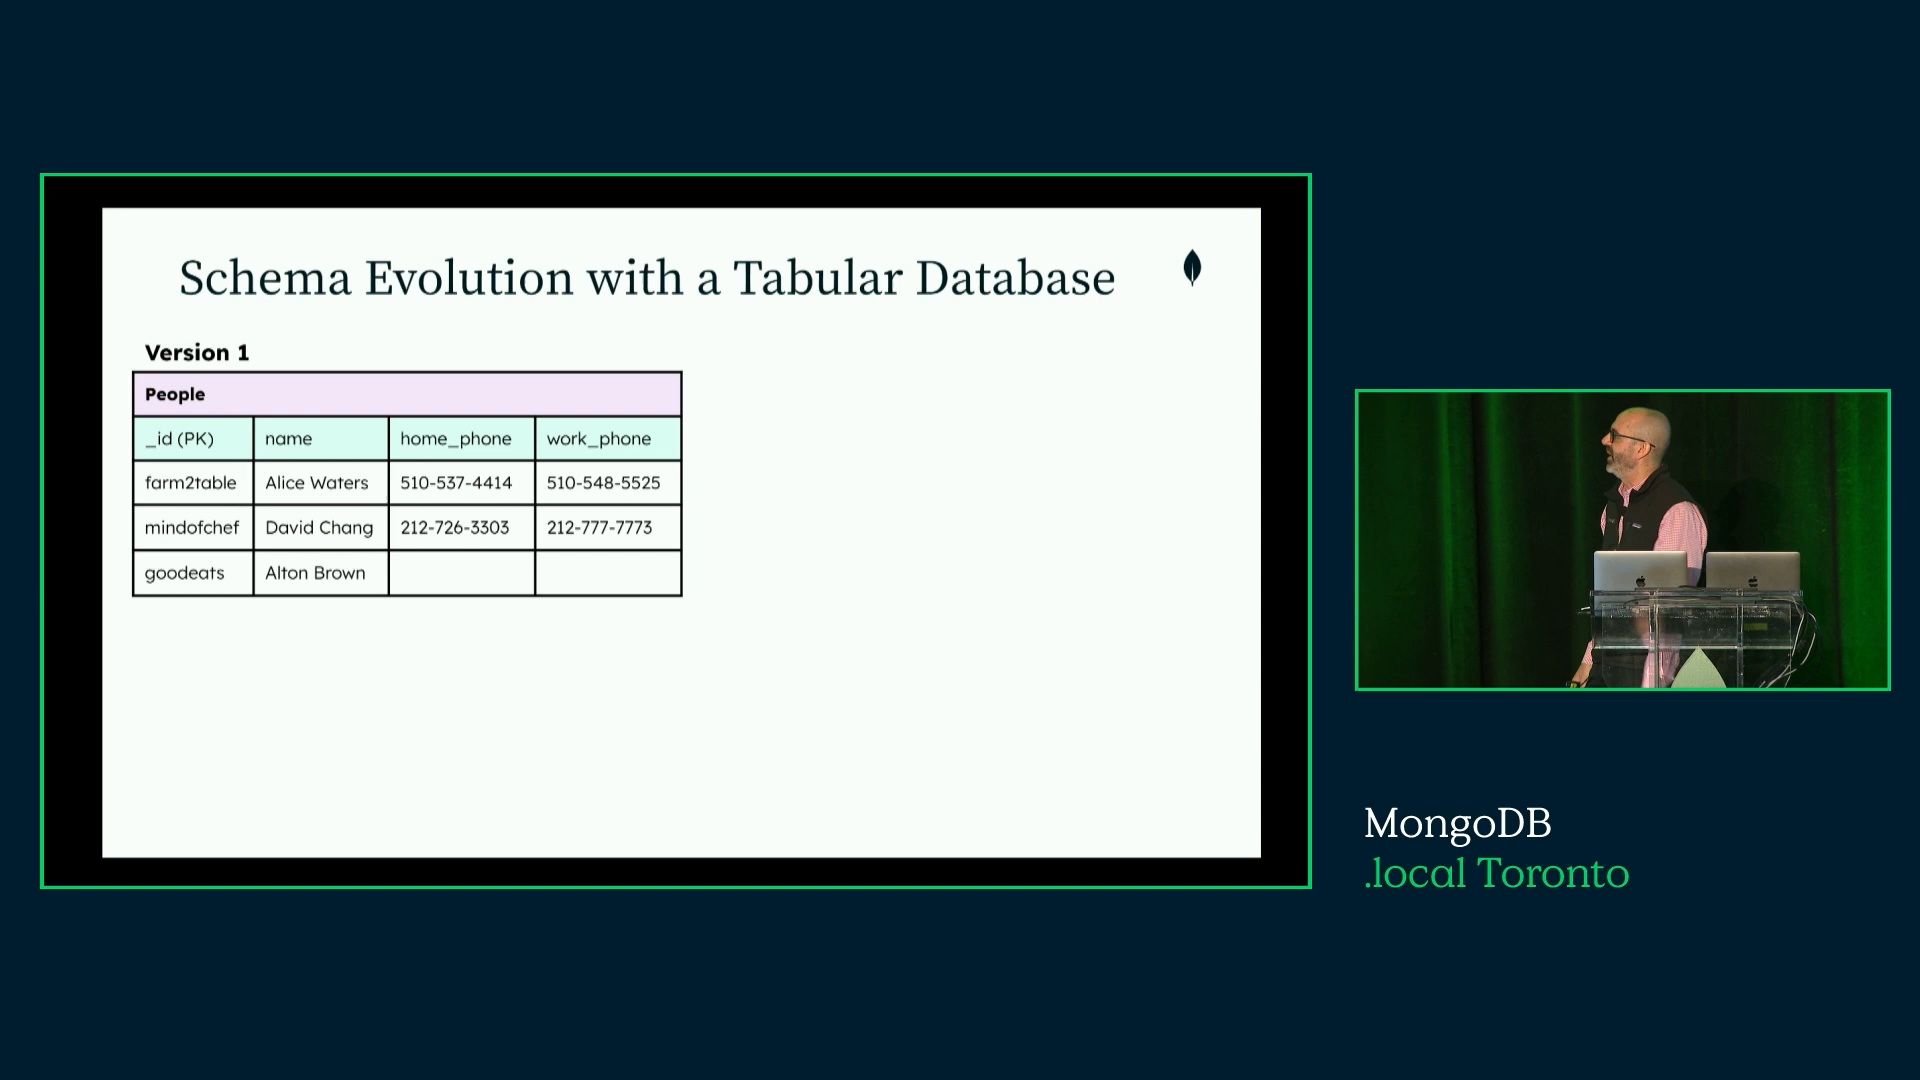 Schema Evolution with a Tabular Database
Version 1
People
_id (PK) name home_phone work_phone
farm2table Alice Waters 510-537-4414 510-548-5525
mindofchef David Chang 212-726-3303 212-777-7773
goodeats Alton Brown
MongoDB
.local Toronto